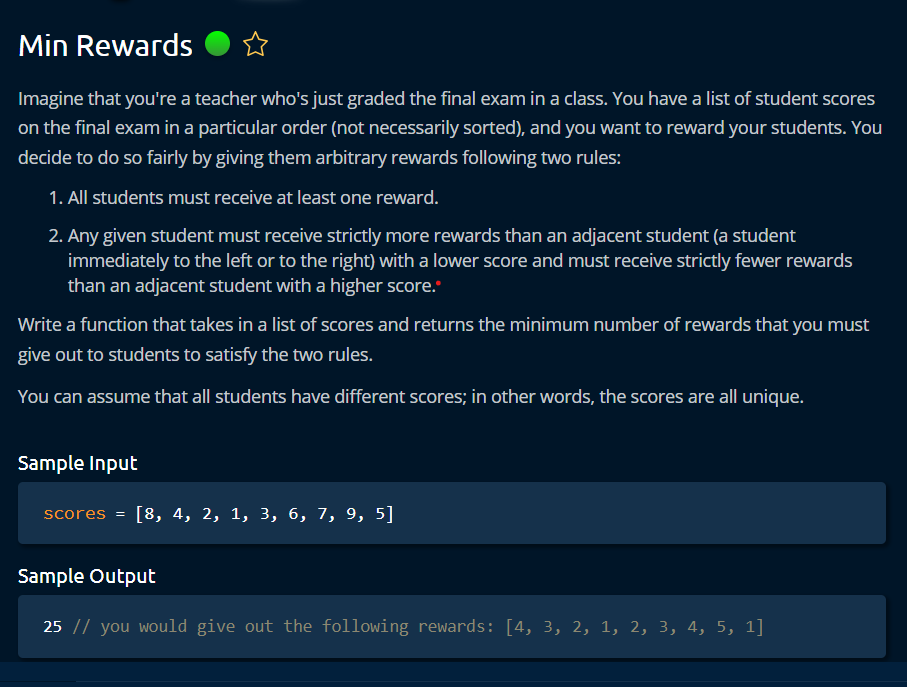 Min Rewards
Imagine that you're a teacher who's just graded the final exam in a class. You have a list of student scores
on the final exam in a particular order (not necessarily sorted), and you want to reward your students. You
decide to do so fairly by giving them arbitrary rewards following two rules:
1. All students must receive at least one reward.
2. Any given student must receive strictly more rewards than an adjacent student (a student
immediately to the left or to the right) with a lower score and must receive strictly fewer rewards
than an adjacent student with a higher score.
Write a function that takes in a list of scores and returns the minimum number of rewards that you must
give out to students to satisfy the two rules.
You can assume that all students have different scores; in other words, the scores are all unique.
Sample Input
scores = [8, 4, 2, 1, 3, 6, 7, 9, 5]
Sample Output
25 // you would give out the following rewards: [4, 3, 2, 1, 2, 3, 4, 5, 1]